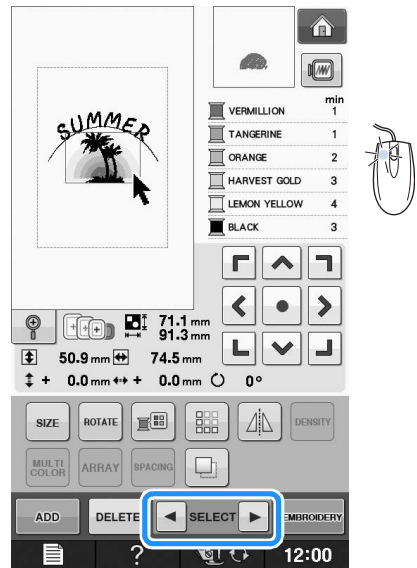 SUMMER
min
VERMILLION 1
TANGERINE 1
ORANGE 2
HARVEST GOLD 3
LEMON YELLOW 4
BLACK 3
71.1 mm
91.3 mm
50.9 mm 74.5 mm
+ 0.0 mm + 0.0 mm 0°
SIZE ROTATE DENSITY
MULTI COLOR ARRAY SPACING
ADD DELETE SELECT EMBROIDERY
? 12:00